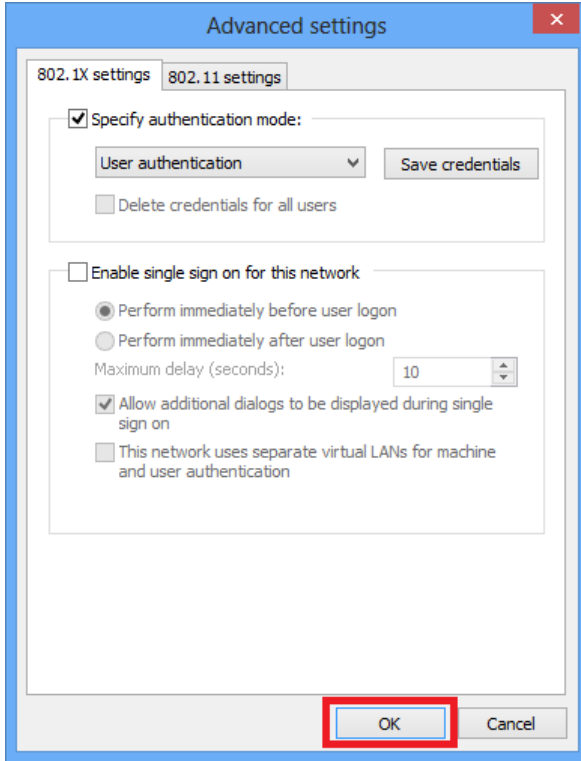 Advanced settings
802.1X settings 802.11 settings
Specify authentication mode:
User authentication Save credentials
Delete credentials for all users
Enable single sign on for this network
Perform immediately before user logon
Perform immediately after user logon
Maximum delay (seconds): 10
Allow additional dialogs to be displayed during single
sign on
This network uses separate virtual LANs for machine
and user authentication
OK Cancel